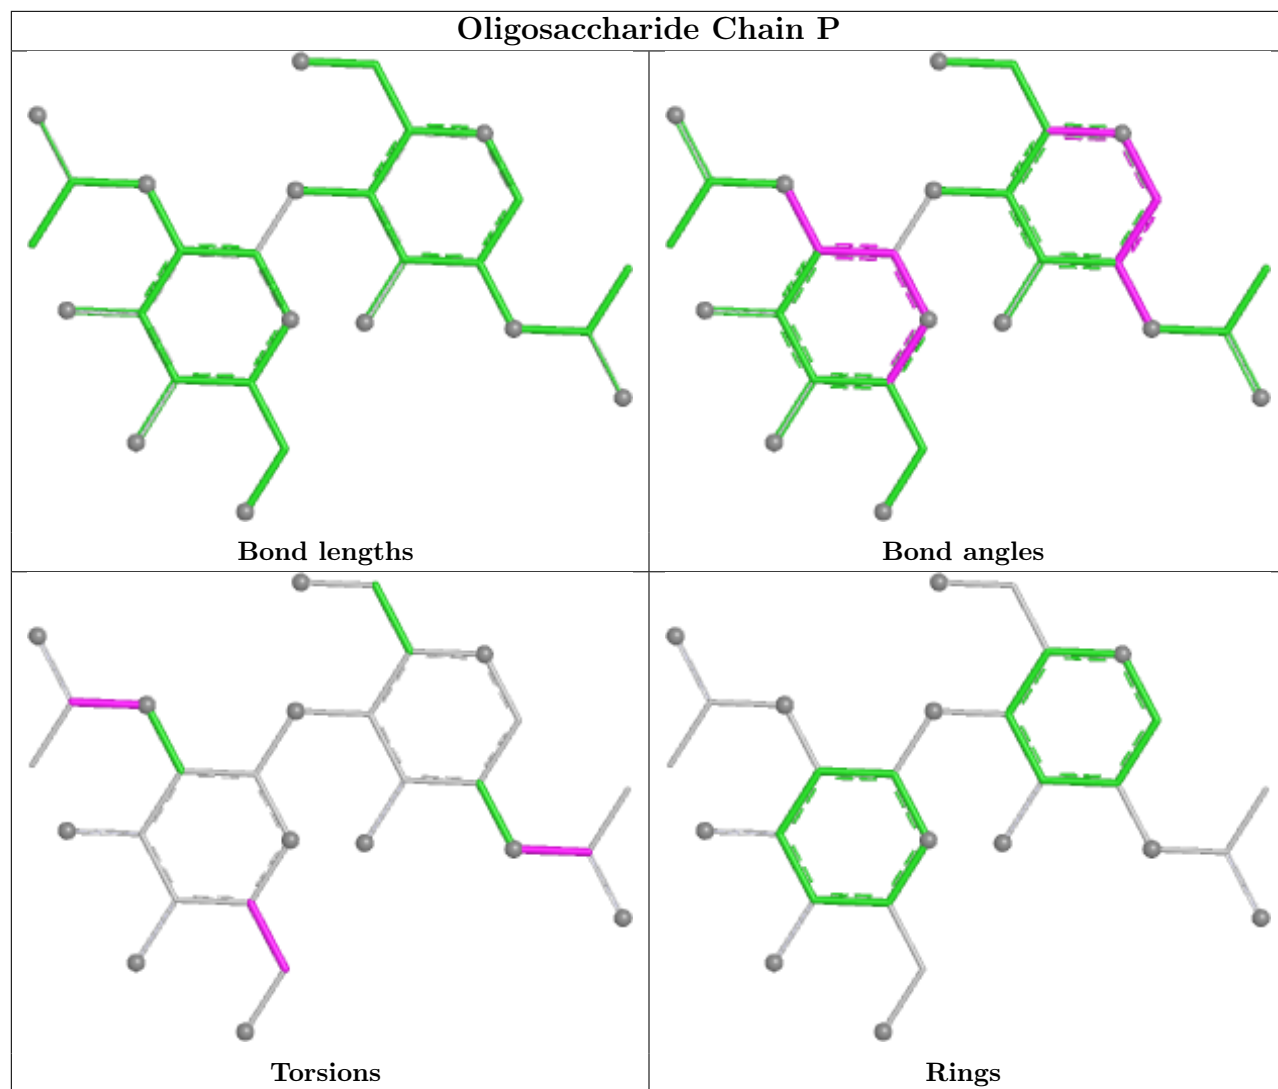 Oligosaccharide Chain P
Bond lengths
Bond angles
Torsions
Rings